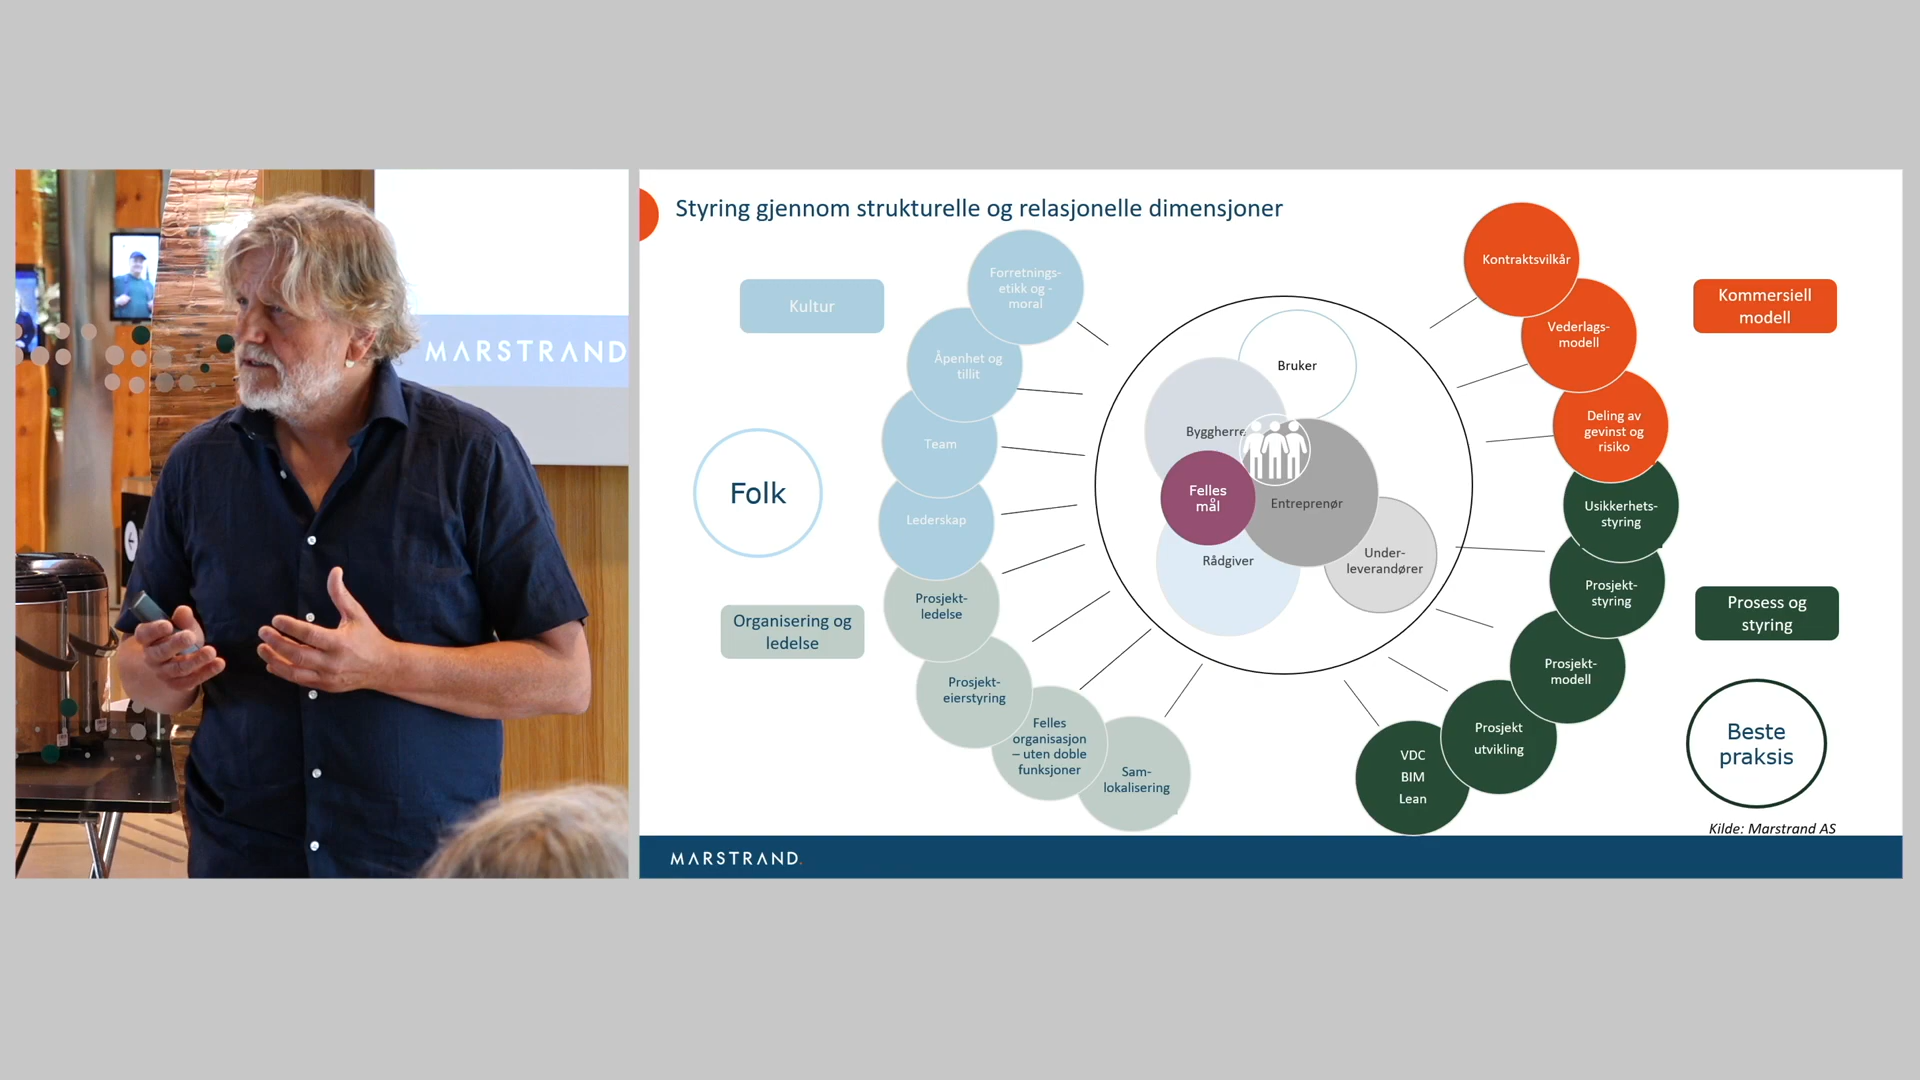 MARSTRAND
Styring gjennom strukturelle og relasjonelle dimensjoner
Kultur
Folk
Organisering og
ledelse
Forretnings-
etikk og -
moral
Åpenhet og
tillit
Team
Lederskap
Prosjekt-
ledelse
Prosjekt-
eierstyring
Felles
organisasjon
– uten doble
funksjoner
Sam-
lokalisering
Bruker
Byggherre
Felles
mål
Entreprenør
Rådgiver
Under-
leverandører
Kontraktsvilkår
Vederlags-
modell
Deling av
gevinst og
risiko
Usikkerhets-
styring
Prosjekt-
styring
Prosjekt-
modell
Prosjekt
utvikling
VDC
BIM
Lean
Kommersiell
modell
Prosess og
styring
Beste
praksis
Kilde: Marstrand AS
MARSTRAND.